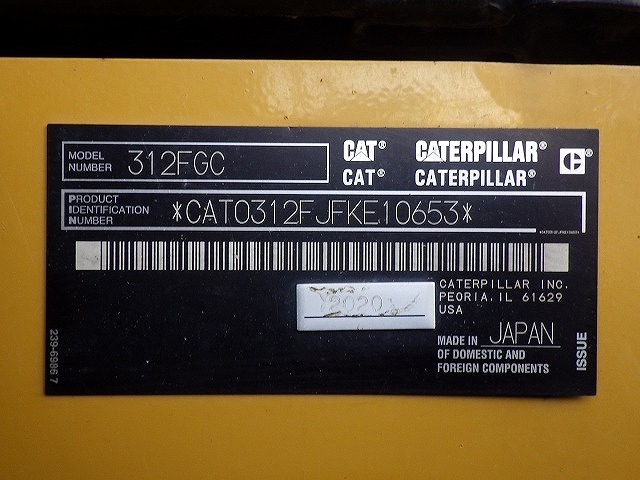 MODEL NUMBER 312FGC
CAT® CATERPILLAR® C®
CAT® CATERPILLAR®
PRODUCT IDENTIFICATION NUMBER *CAT0312FJFKE10653*
2020
CATERPILLAR INC.
PEORIA, IL 61629
USA
MADE IN JAPAN
OF DOMESTIC AND
FOREIGN COMPONENTS
ISSUE
239-6986 7